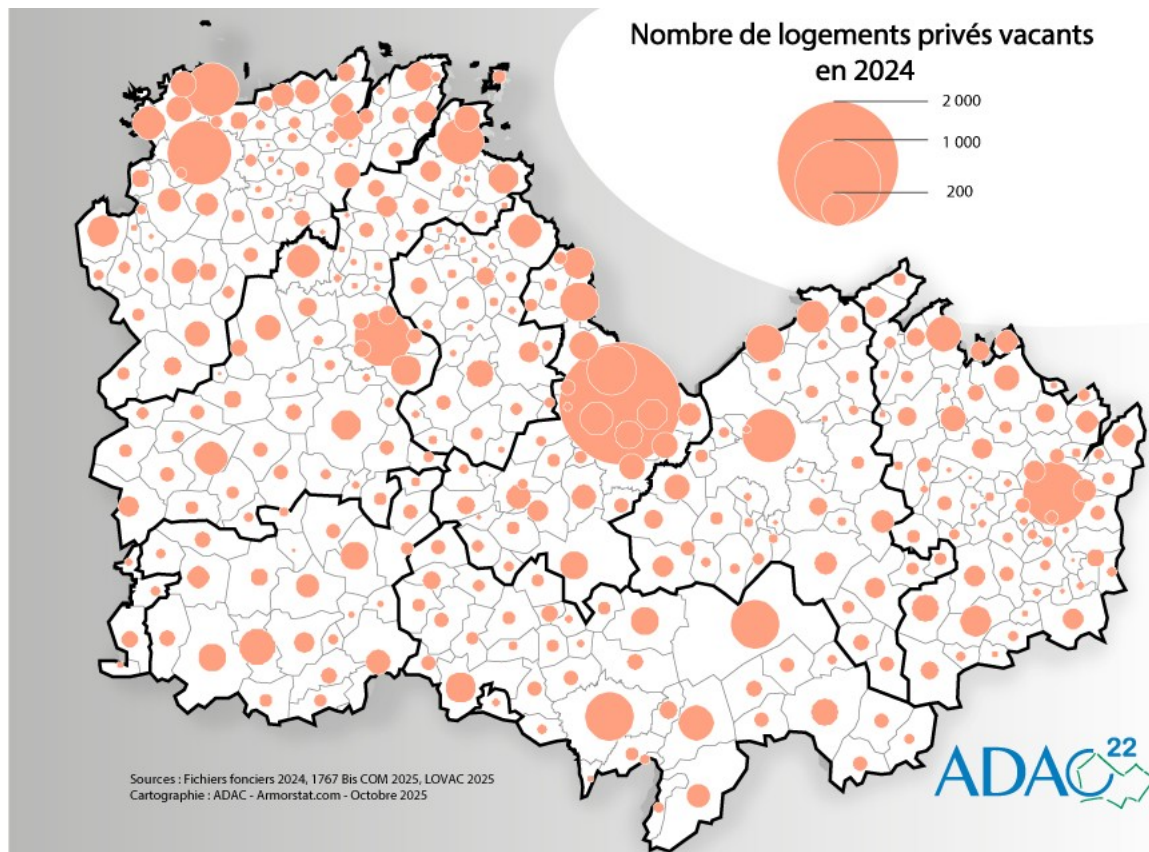 Nombre de logements privés vacants
en 2024
2 000
1 000
200
Sources : Fichiers fonciers 2024, 1767 Bis COM 2025, LOVAC 2025
Cartographie : ADAC - Armorstat.com - Octobre 2025
ADAC 22